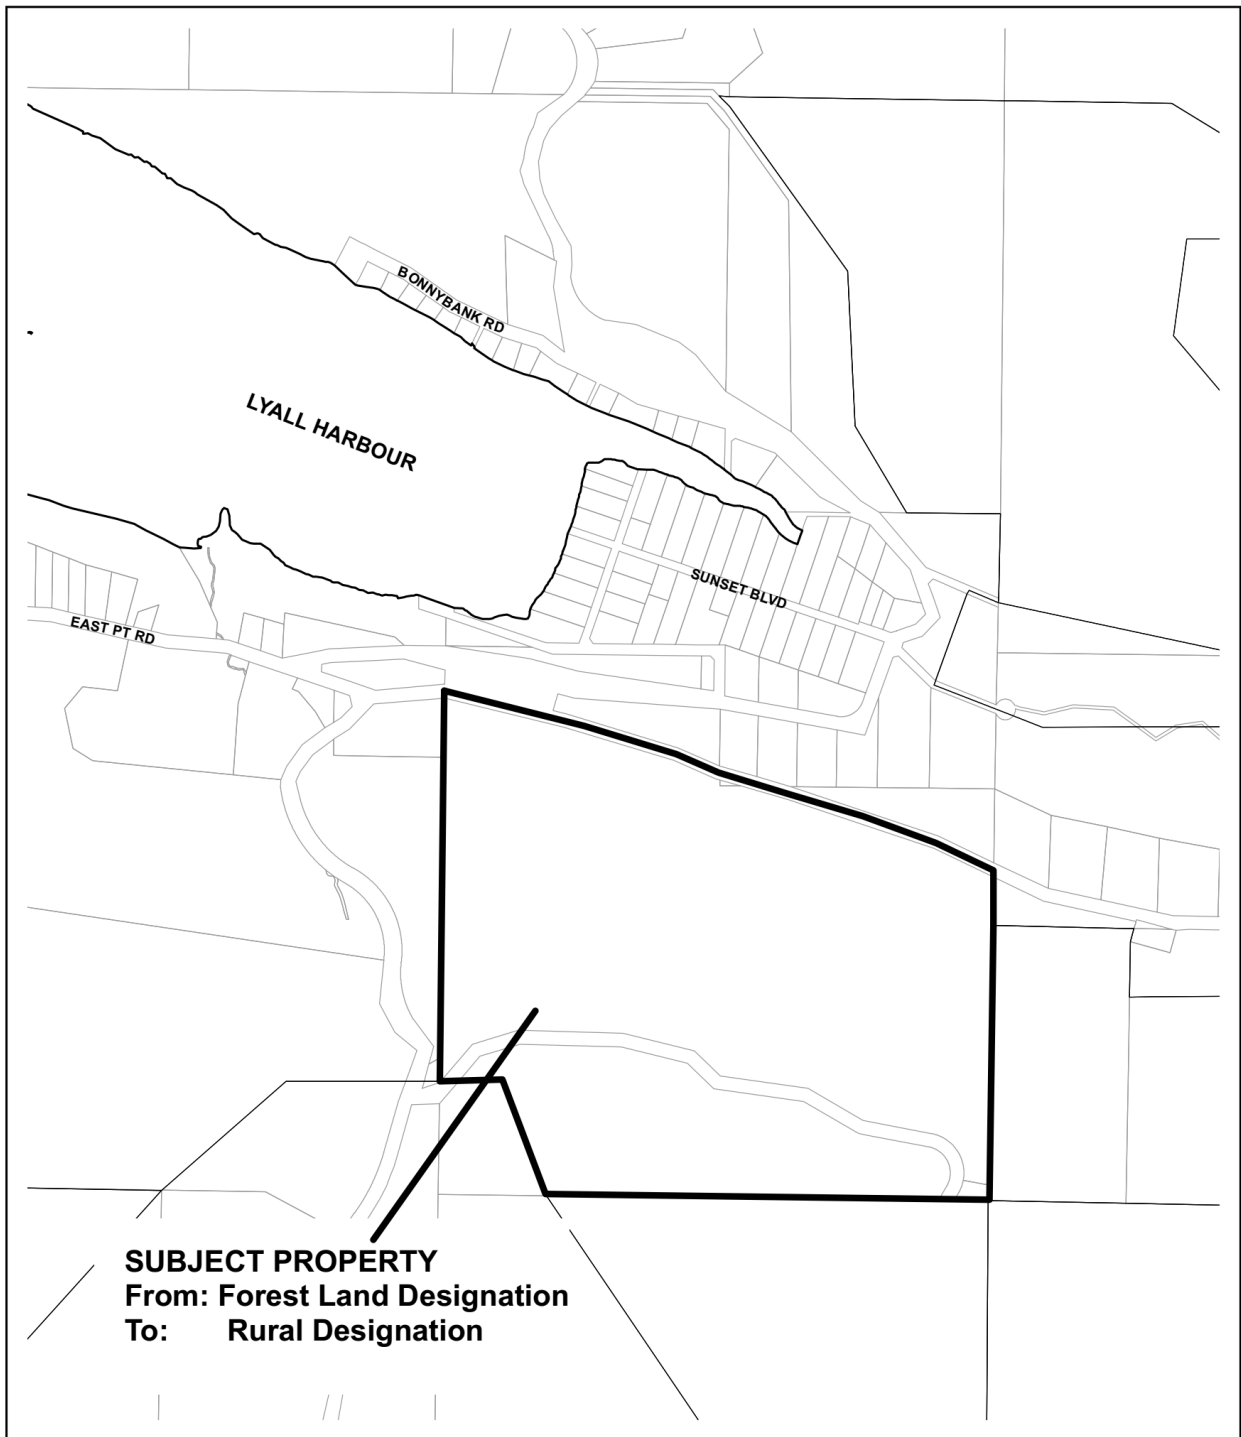 BONNYBANK RD
LYALL HARBOUR
SUNSET BLVD
EAST PT RD
SUBJECT PROPERTY
From: Forest Land Designation
To: Rural Designation